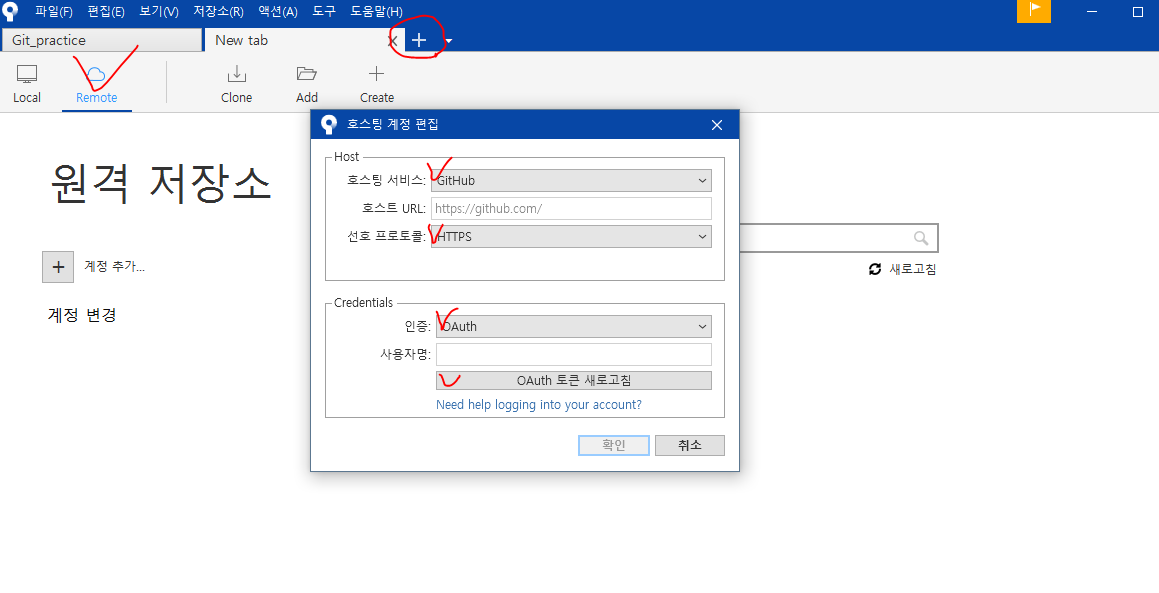 파일(F) 편집(E) 보기(V) 저장소(R) 액션(A) 도구 도움말(H)
Git_practice New tab
Local Remote Clone Add Create
호스팅 계정 편집
원격 저장소
Host
호스팅 서비스: GitHub
호스트 URL: https://github.com/
선호 프로토콜: HTTPS
계정 추가...
새로고침
계정 변경
Credentials
인증: OAuth
사용자명:
OAuth 토큰 새로고침
Need help logging into your account?
확인 취소